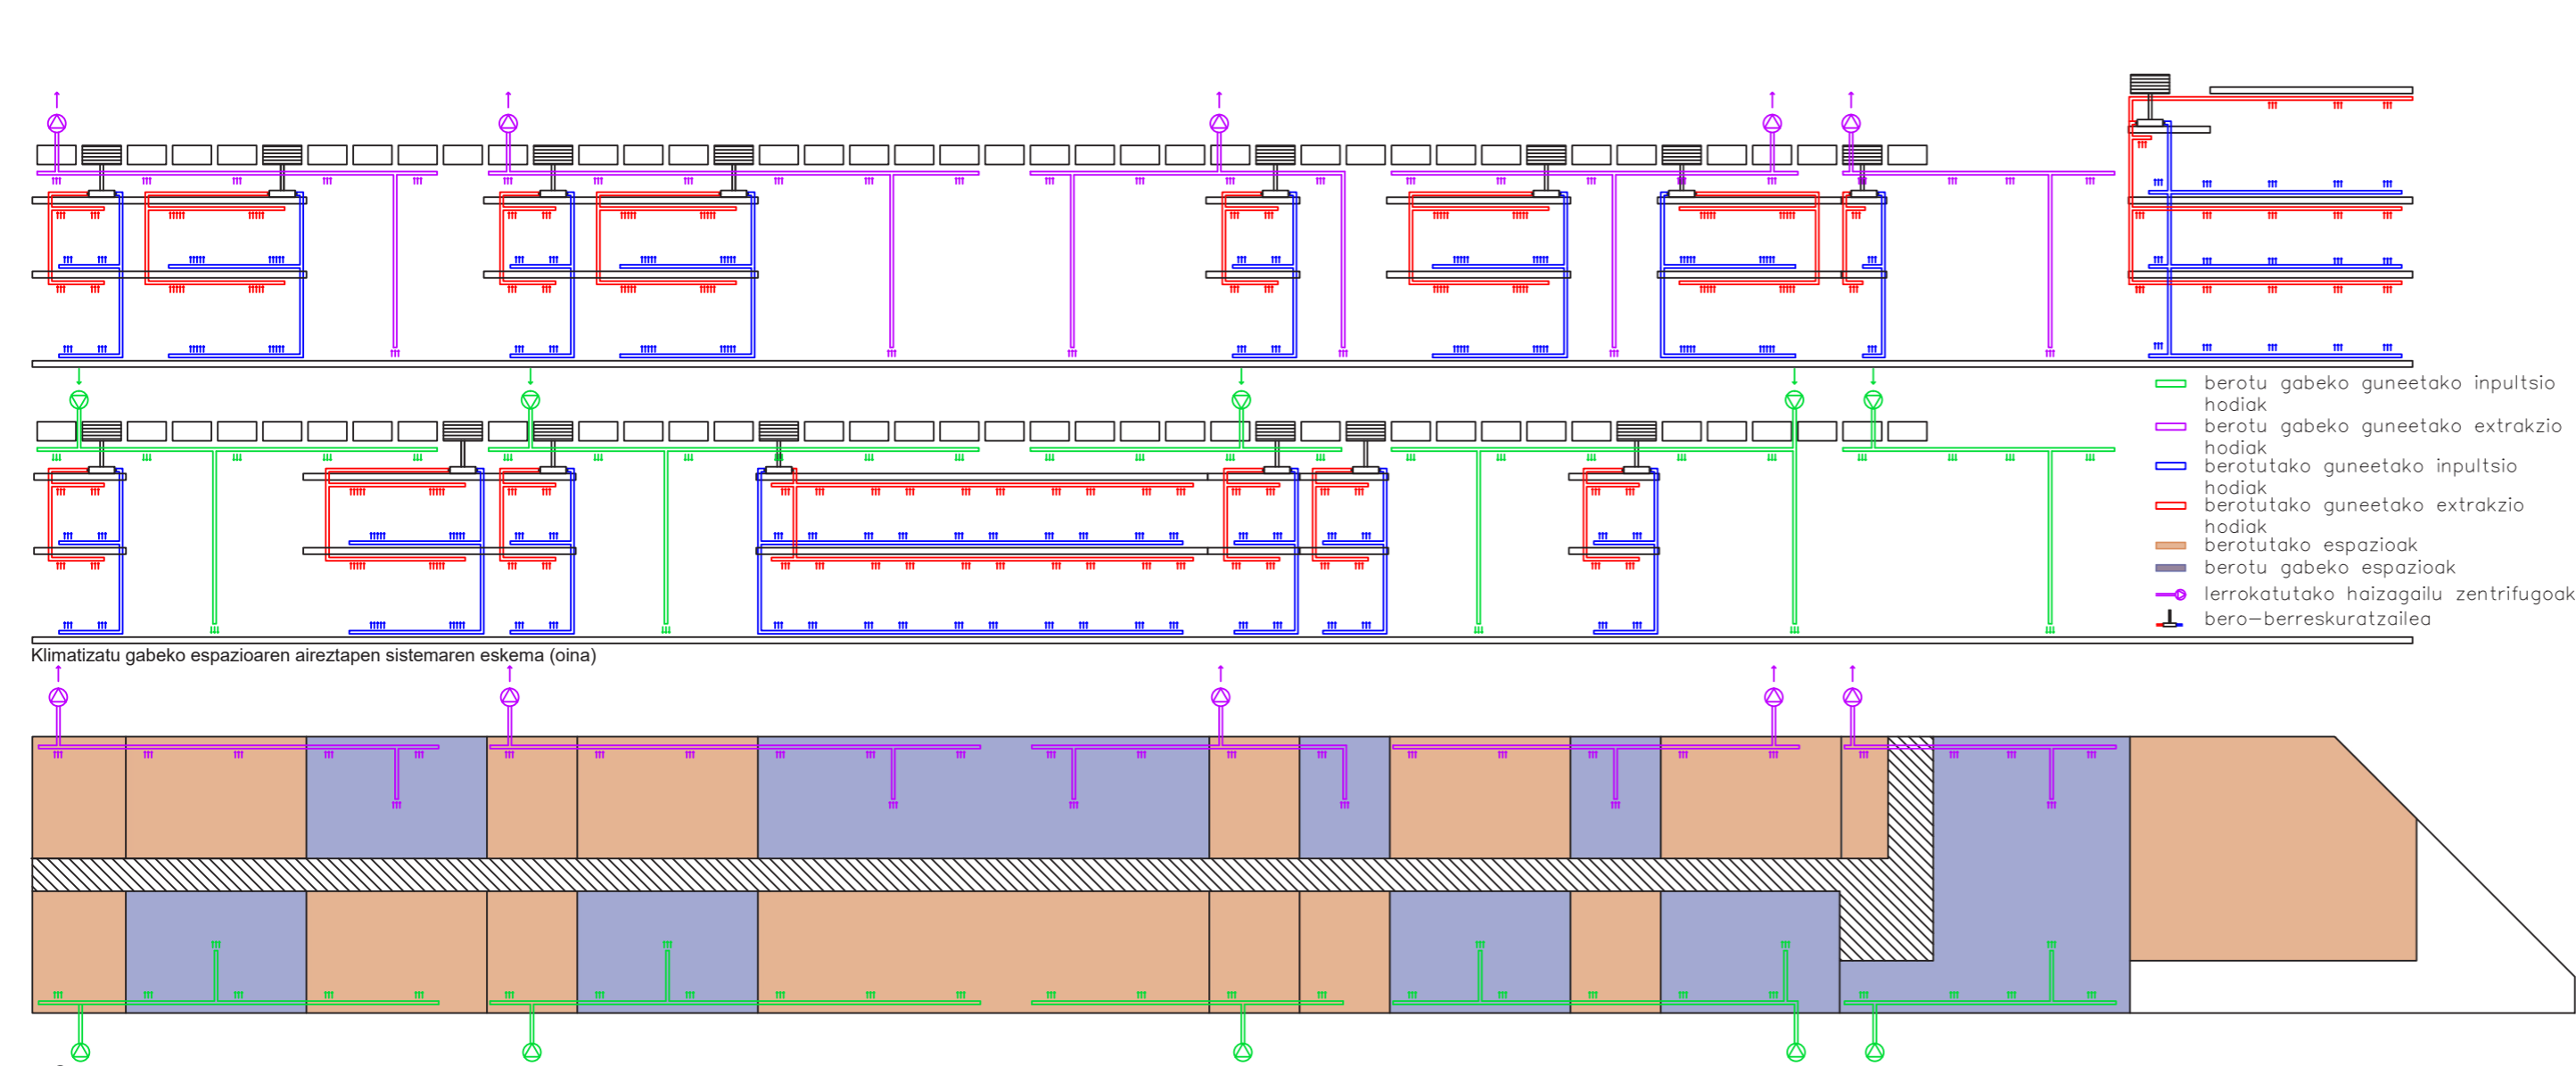 berotu gabeko guneetako inpultsio
hodiak
berotu gabeko guneetako extrakzio
hodiak
berotutako guneetako inpultsio
hodiak
berotutako guneetako extrakzio
hodiak
berotutako espazioak
berotu gabeko espazioak
lerrokatutako haizagailu zentrifugoak
bero-berreskuratzailea
Klimatizatu gabeko espazioaren aireztapen sistemaren eskema (oina)